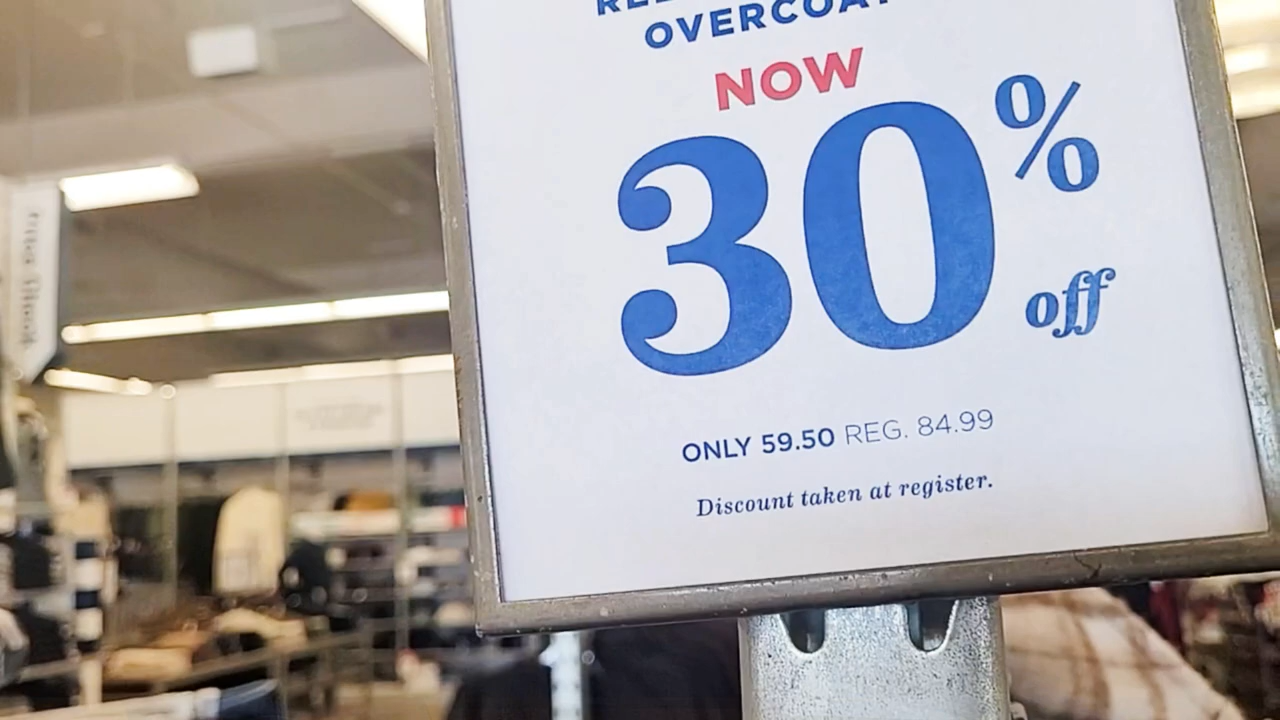 OVERCOAT
NOW
30%
off
ONLY 59.50 REG. 84.99
Discount taken at register.